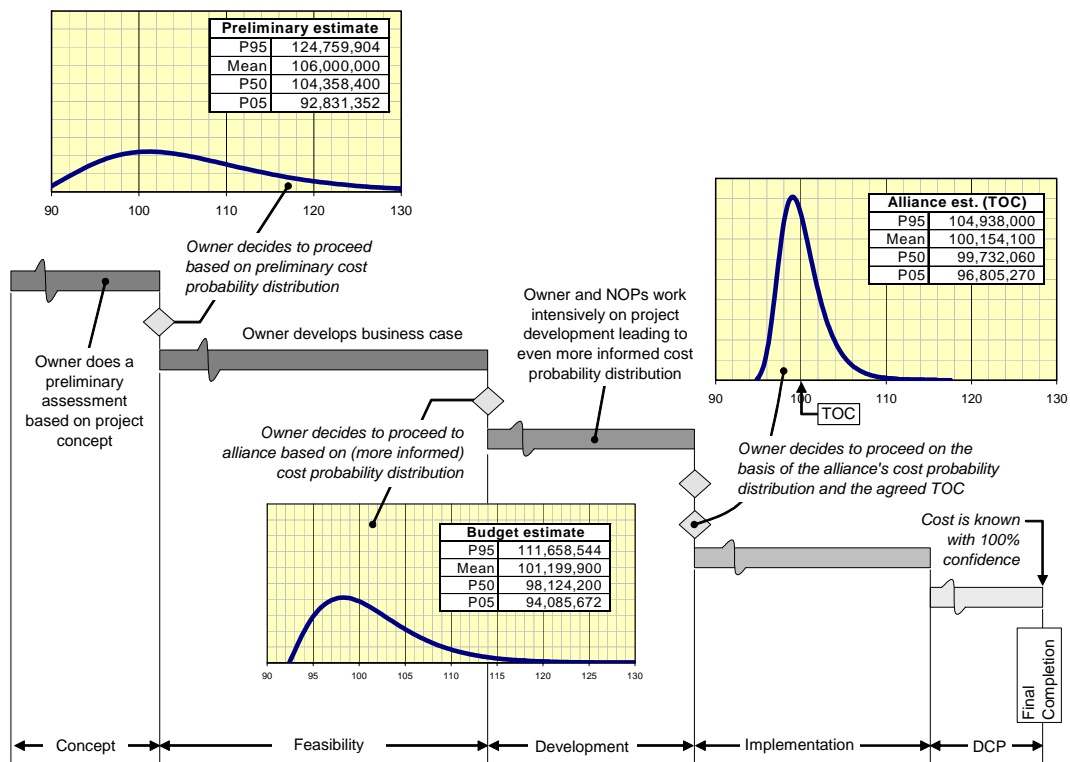 Preliminary estimate
P95 124,759,904
Mean 106,000,000
P50 104,358,400
P05 92,831,352
90 100 110 120 130
Owner decides to proceed
based on preliminary cost
probability distribution
Alliance est. (TOC)
P95 104,938,000
Mean 100,154,100
P50 99,732,060
P05 96,805,270
90 100 110 120 130
TOC
Owner does a
preliminary
assessment
based on project
concept
Owner develops business case
Owner and NOPs work
intensively on project
development leading to
even more informed cost
probability distribution
Owner decides to proceed to
alliance based on (more informed)
cost probability distribution
Owner decides to proceed on the
basis of the alliance's cost probability
distribution and the agreed TOC
Budget estimate
P95 111,658,544
Mean 101,199,900
P50 98,124,200
P05 94,085,672
90 95 100 105 110 115 120 125 130
Cost is known
with 100%
confidence
Final
Completion
Concept Feasibility Development Implementation DCP